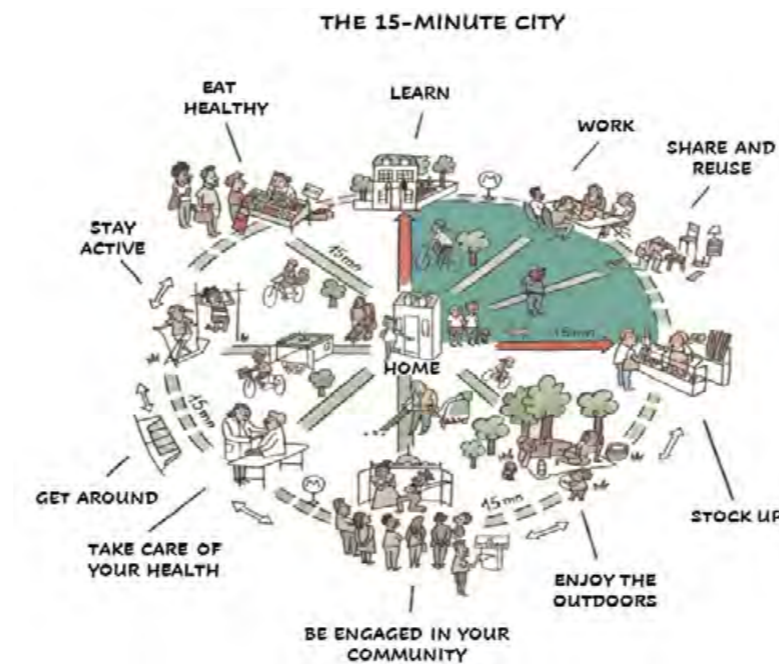 THE 15-MINUTE CITY
EAT
HEALTHY
LEARN
WORK
SHARE AND
REUSE
STAY
ACTIVE
15mn
15mn
HOME
15mn
GET AROUND
TAKE CARE OF
YOUR HEALTH
M
M
15mn
STOCK UP
ENJOY THE
OUTDOORS
BE ENGAGED IN YOUR
COMMUNITY